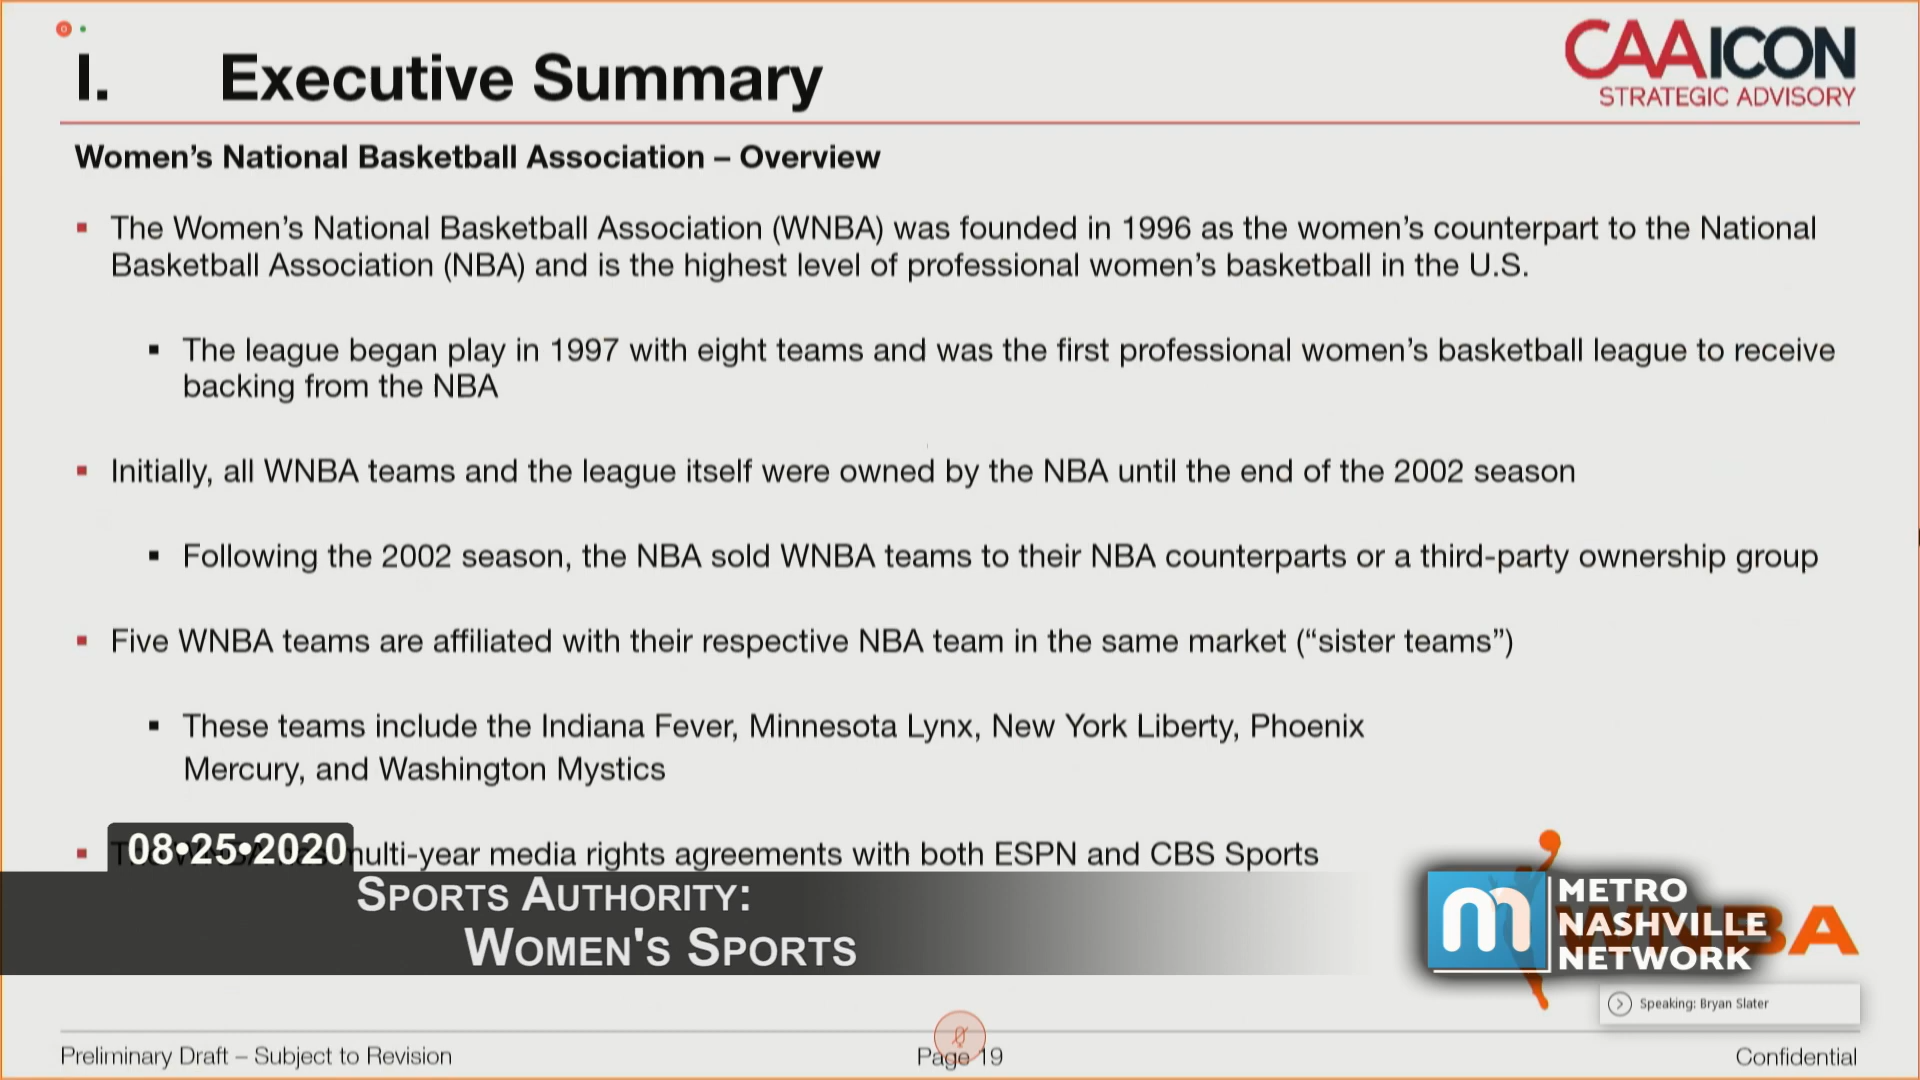 I. Executive Summary
CAAICON
STRATEGIC ADVISORY
Women’s National Basketball Association – Overview
▪ The Women’s National Basketball Association (WNBA) was founded in 1996 as the women’s counterpart to the National
Basketball Association (NBA) and is the highest level of professional women’s basketball in the U.S.
▪ The league began play in 1997 with eight teams and was the first professional women’s basketball league to receive
backing from the NBA
▪ Initially, all WNBA teams and the league itself were owned by the NBA until the end of the 2002 season
▪ Following the 2002 season, the NBA sold WNBA teams to their NBA counterparts or a third-party ownership group
▪ Five WNBA teams are affiliated with their respective NBA team in the same market (“sister teams”)
▪ These teams include the Indiana Fever, Minnesota Lynx, New York Liberty, Phoenix
Mercury, and Washington Mystics
▪ multi-year media rights agreements with both ESPN and CBS Sports
08•25•2020
Sports Authority:
Women's Sports
WNBA
m METRO
NASHVILLE
NETWORK
Speaking: Bryan Slater
Preliminary Draft – Subject to Revision
Page 19
Confidential